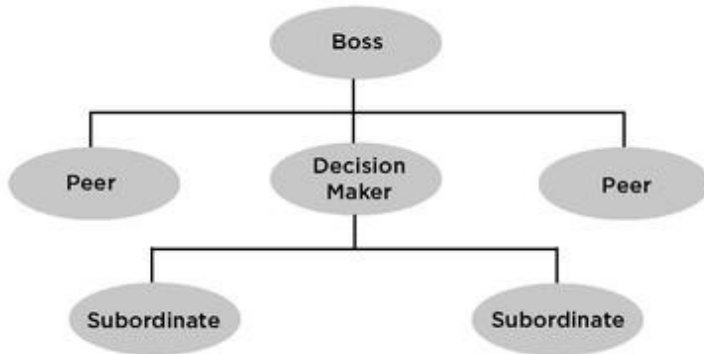 Boss
Peer
Decision
Maker
Peer
Subordinate
Subordinate